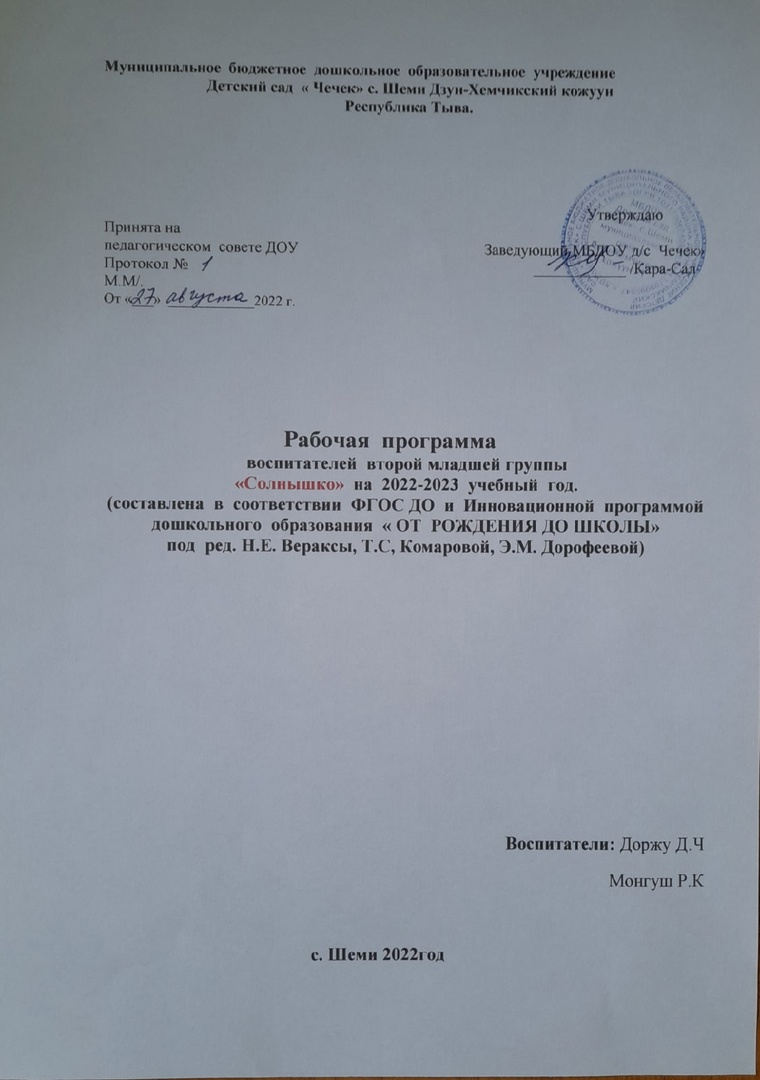 Муниципальное бюджетное дошкольное образовательное учреждение
Детский сад « Чечек» с. Шеми Дзун-Хемчикский кожуун
Республика Тыва.
Принята на
педагогическом совете ДОУ
Протокол № 1
М.М/.
От «27» августа 2022 г.
Утверждаю
Заведующий МБДОУ д/с Чечек»
/Кара-Сал
Рабочая программа
воспитателей второй младшей группы
«Солнышко» на 2022-2023 учебный год.
(составлена в соответствии ФГОС ДО и Инновационной программой
дошкольного образования « ОТ РОЖДЕНИЯ ДО ШКОЛЫ»
под ред. Н.Е. Вераксы, Т.С, Комаровой, Э.М. Дорофеевой)
Воспитатели: Доржу Д.Ч
Монгуш Р.К
с. Шеми 2022год